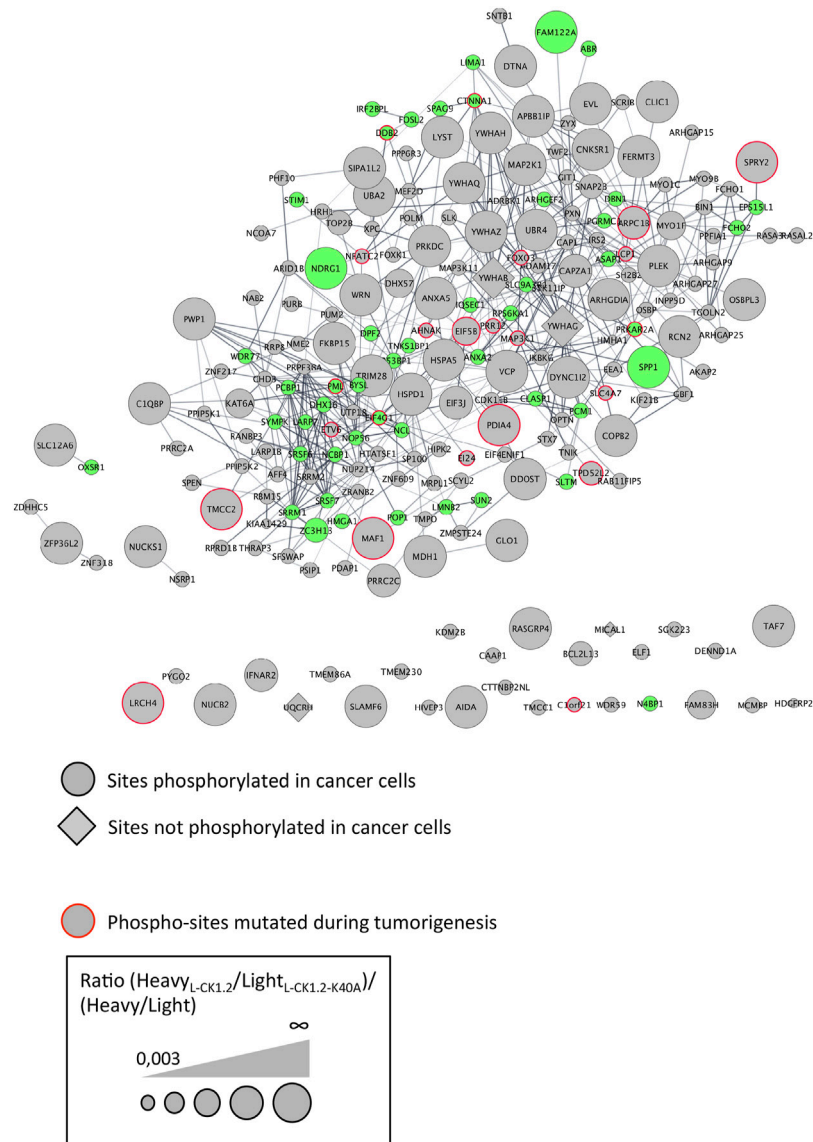 SNTB1
FAM122A
ABR
LIMA1
DTNA
CTNNA1
EVL
SCRIB
CLIC1
IRF2BPL
SPAG9
FOSL2
APBB1IP
ZYX
DDB2
LYST
YWHAH
ARHGAP15
PPP6R3
TWF2
CNKSR1
FERMT3
SPRY2
SIPA1L2
MAP2K1
GIT1
PHF10
UBA2
MEF2D
YWHAQ
SNAP23
MYO1C
MYO9B
FCHO1
STIM1
ADRBK1
ARHGEF2
DBN1
BIN1
EPS15L1
HRH1
POLM
SLK
PXN
PGRMC1
ARPC1B
MYO1F
TOP2B
XPC
YWHAZ
UBR4
FCHO2
NCOA7
PRKDC
CAP1
IRS2
PPFIA1
RASA3
RASAL2
NFATC2
FOXK1
FOXO3
LCP1
ARID1B
NDRG1
MAP3K11
ADAM17
ASAP1
PLEK
ARHGAP9
DHX57
YWHAB
CAPZA1
SH2B2
SLC9A3R1
STK11IP
ARHGAP27
NAB2
WRN
ANXA5
ARHGDIA
INPP5D
OSBPL3
PURB
IQSEC1
OSBP
TGOLN2
PWP1
PUM2
RPS6KA1
YWHAG
DPF2
AHNAK
EIF5B
PRR12
PRKAR2A
RCN2
ARHGAP25
NME2
FKBP15
TNKS1BP1
MAP3K1
HMHA1
RRP8
WDR77
ANXA2
IKBKG
PRPF38A
HSPA5
SPP1
ZNF217
TRIM28
VCP
DYNC1I2
EEA1
AKAP2
CHD3
PCBP1
PML
BYSL
HSPD1
SLC4A7
GBF1
C1QBP
KAT6A
DHX16
EIF3J
CLASP1
KIF21B
PPIP5K1
UTP18
EIF4G1
PCM1
SYMPK
LARP7
OPTN
ETV6
NCL
PDIA4
COPB2
RANBP3
NOP56
STX7
SLC12A6
PRRC2A
LARP1B
SRSF6
NCBP1
HTATSF1
HIPK2
TNIK
OXSR1
PPIP5K2
SP100
EI24
EIF4ENIF1
AFF4
SRRM2
NUP214
TPD52L2
SPEN
ZNF609
MRPL1
SCYL2
DDOST
SLTM
RAB11FIP5
RBM15
SRSF7
ZRANB2
ZDHHC5
TMCC2
SRRM1
LMNB2
SUN2
KIAA1429
HMGA1
POP1
TMPO
ZC3H13
ZMPSTE24
ZFP36L2
NUCKS1
RPRD1B
THRAP3
MAF1
GLO1
ZNF318
SFSWAP
MDH1
PSIP1
PDAP1
NSRP1
PRRC2C
KDM2B
RASGRP4
MICAL1
SGK223
TAF7
CAAP1
BCL2L13
ELF1
DENND1A
PYGO2
IFNAR2
TMEM86A
TMEM230
CTTNBP2NL
LRCH4
NUCB2
UQCRH
SLAMF6
HIVEP3
AIDA
TMCC1
C1orf21
WDR59
N4BP1
FAM83H
MCMBP
HDGFRP2
Sites phosphorylated in cancer cells
Sites not phosphorylated in cancer cells
Phospho-sites mutated during tumorigenesis
Ratio (Heavy L-CK1.2/Light L-CK1.2-K40A)/
(Heavy/Light)
∞
0,003